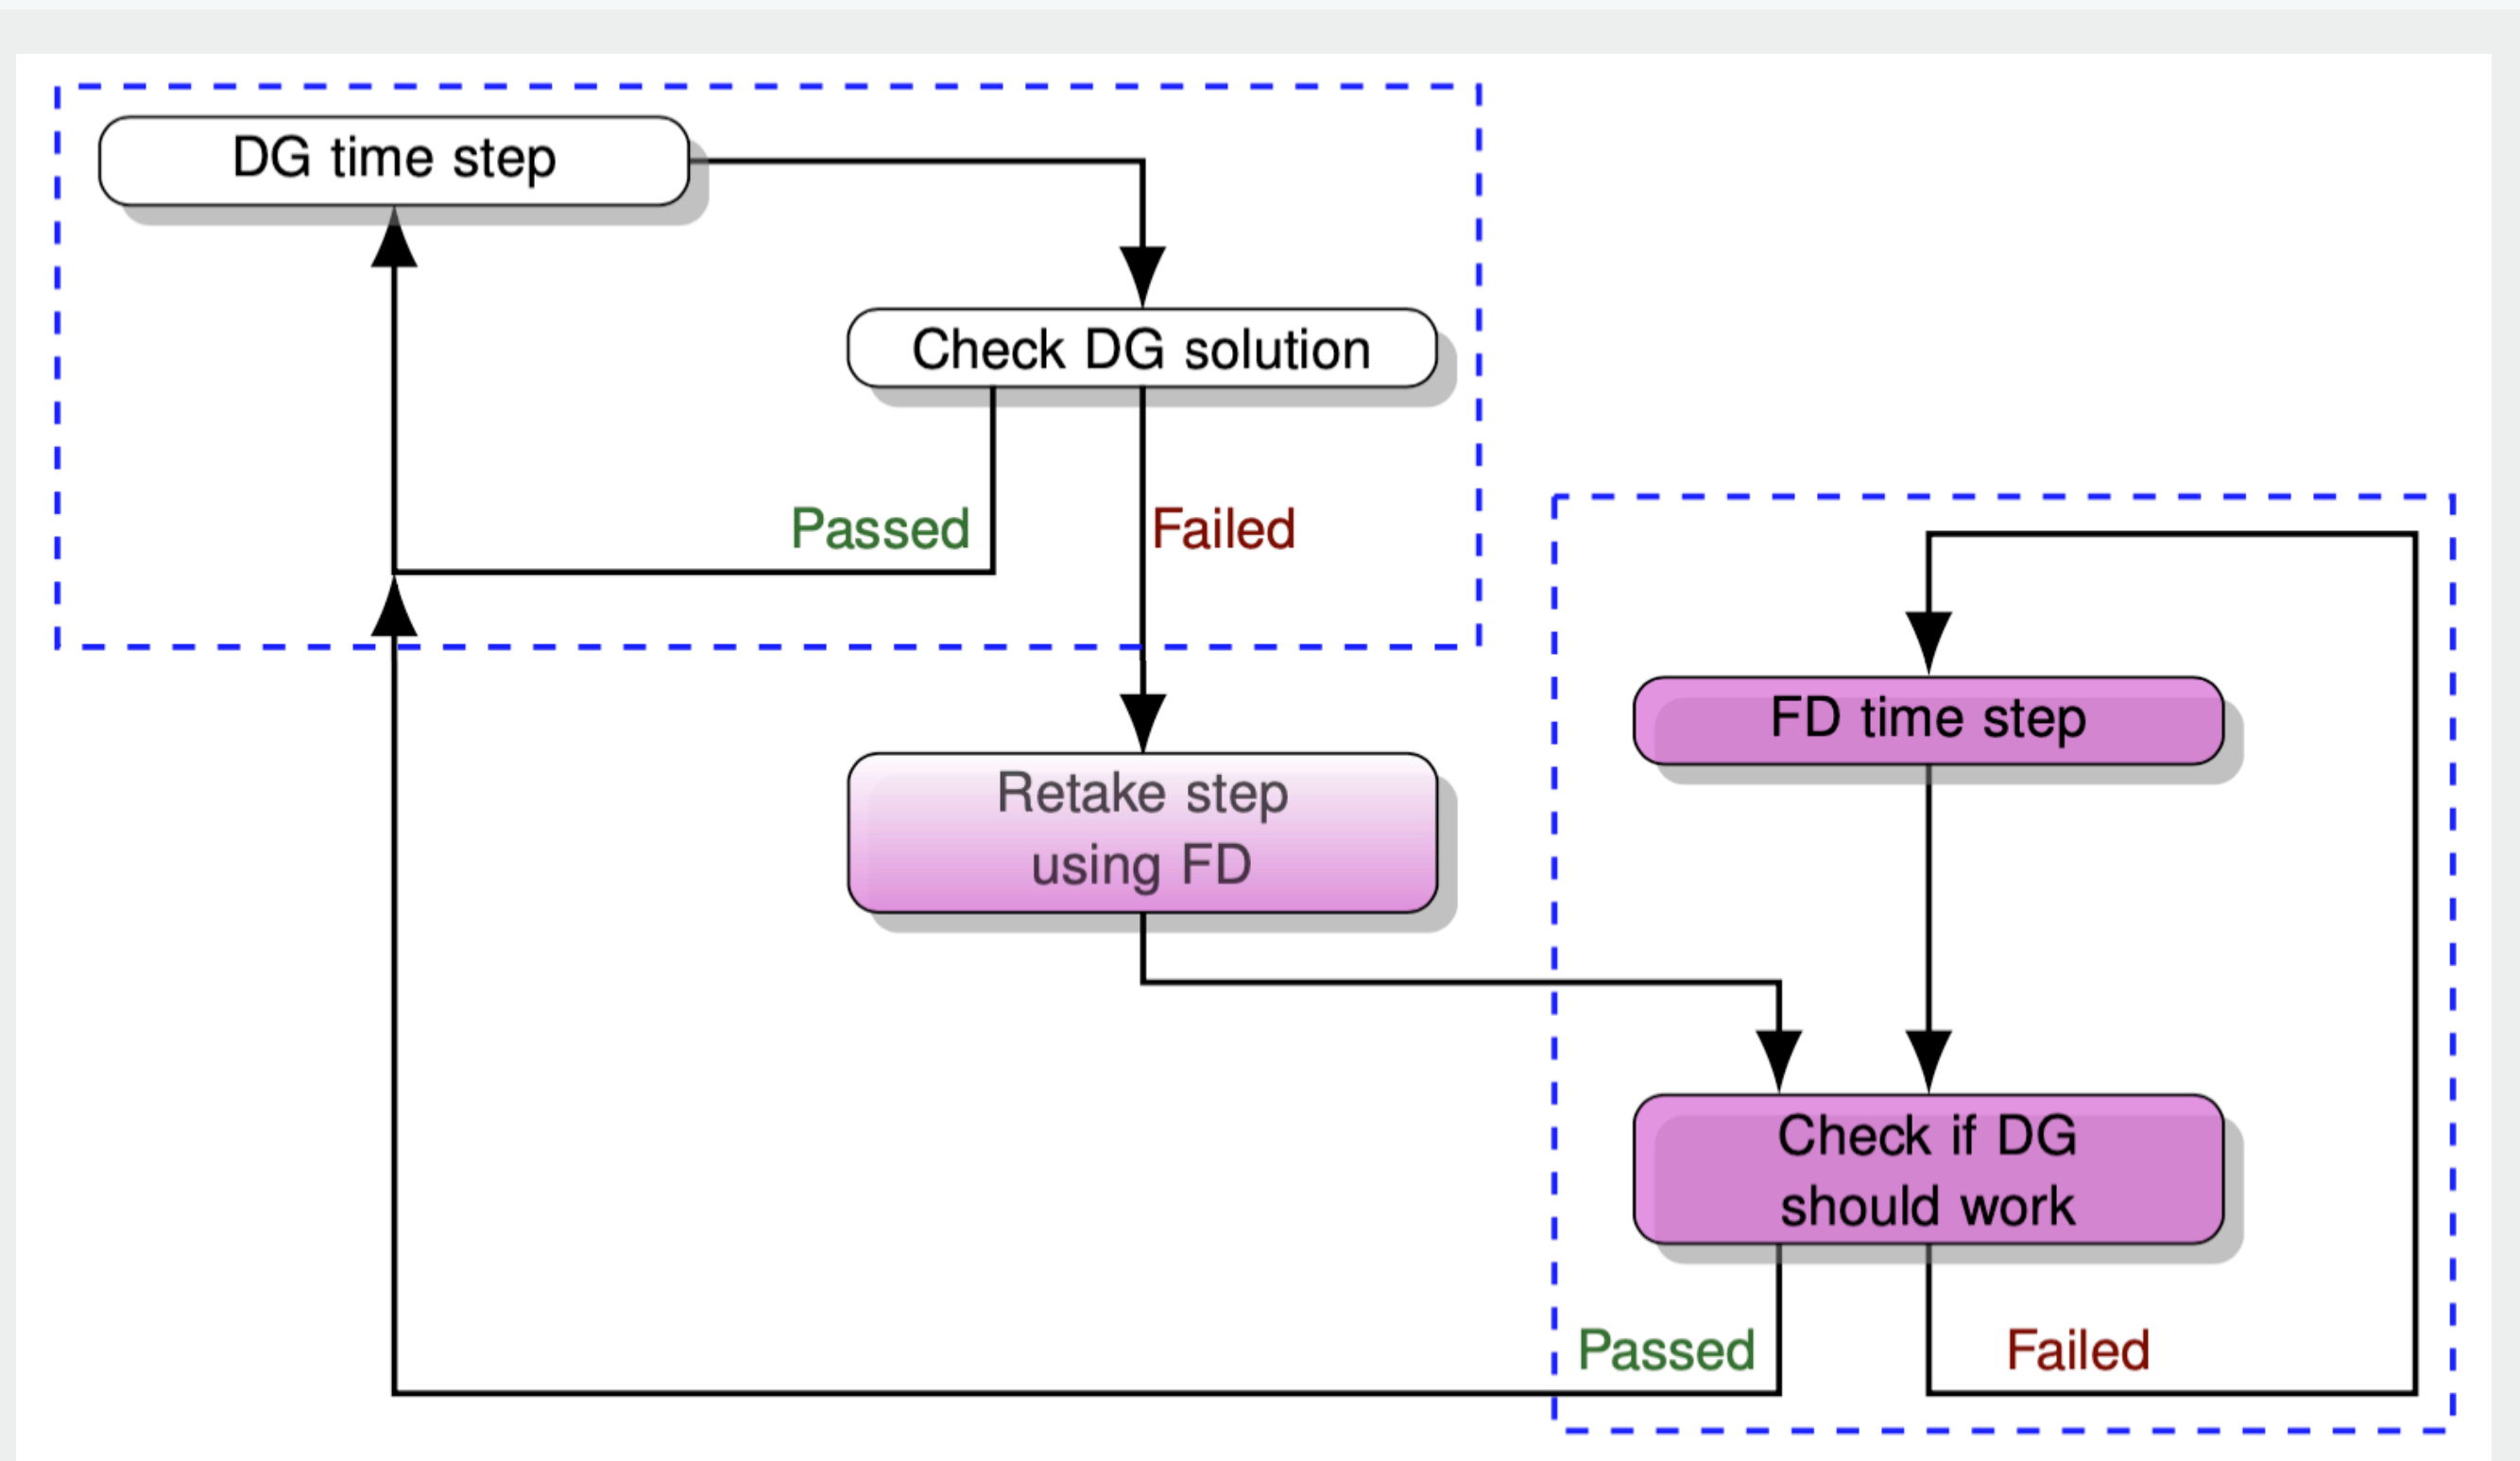 DG time step
Check DG solution
Passed
Failed
FD time step
Retake step
using FD
Check if DG
should work
Passed
Failed